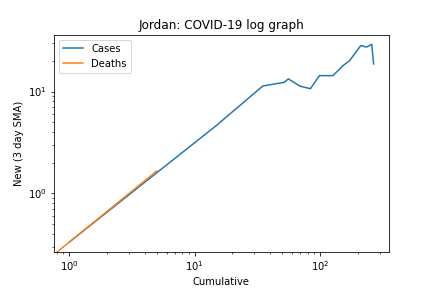 Jordan: COVID-19 log graph
Cases
Deaths
New (3 day SMA)
10¹
10⁰
10⁰ 10¹ 10²
Cumulative